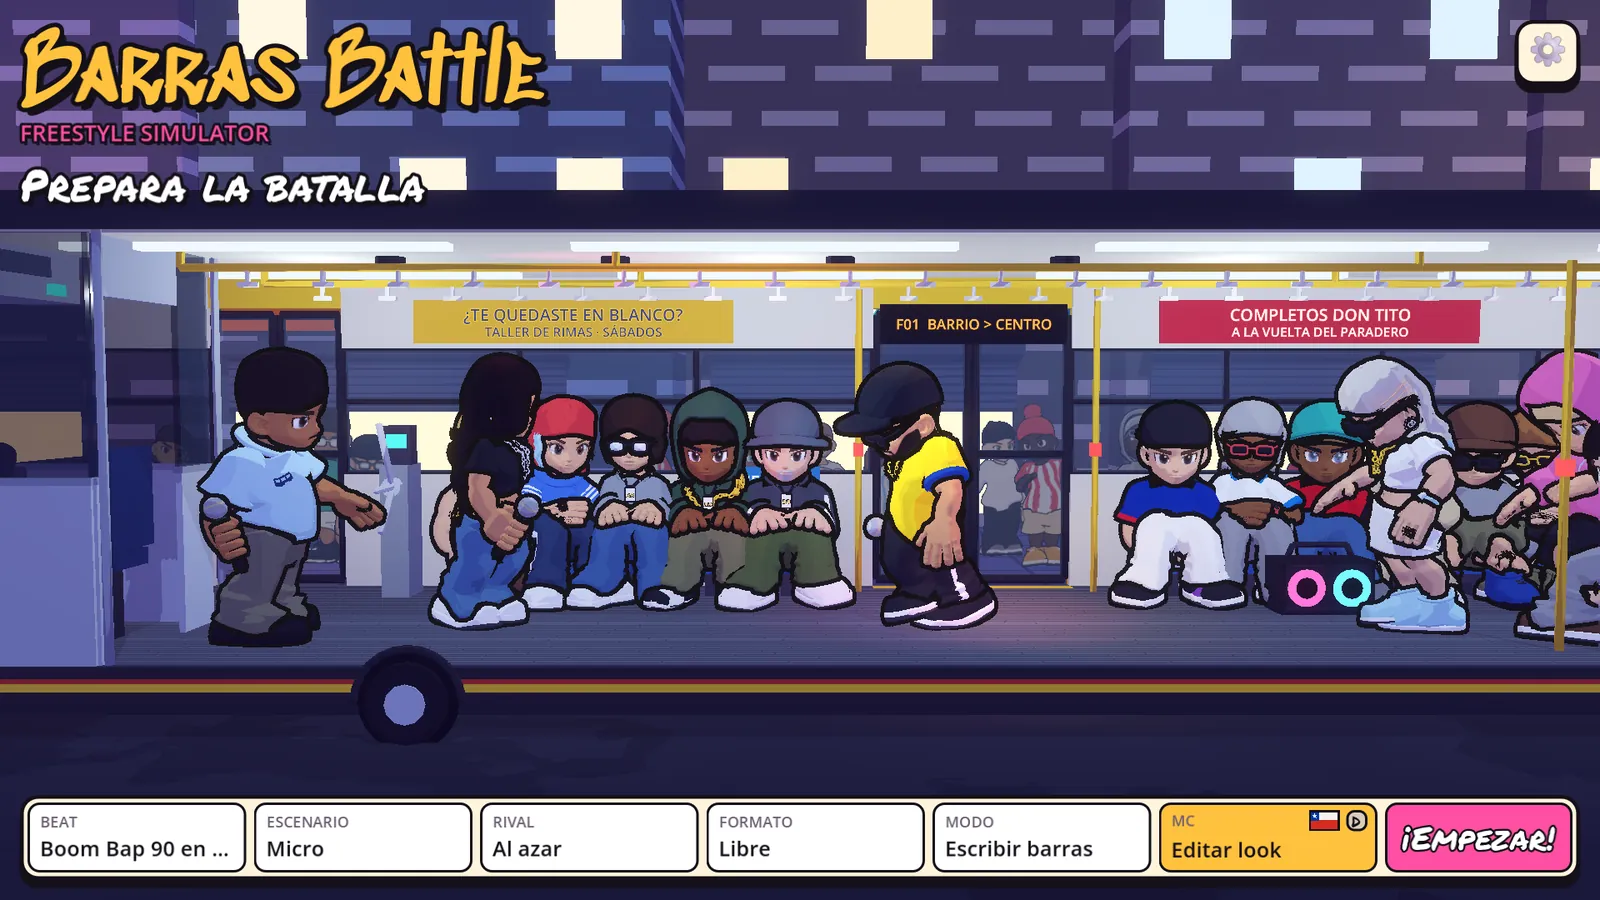 BARRAS BATTLE
FREESTYLE SIMULATOR
PREPARA LA BATALLA
¿TE QUEDASTE EN BLANCO?
TALLER DE RIMAS · SÁBADOS
F01 BARRIO > CENTRO
COMPLETOS DON TITO
A LA VUELTA DEL PARADERO
BEAT
Boom Bap 90 en ...
ESCENARIO
Micro
RIVAL
Al azar
FORMATO
Libre
MODO
Escribir barras
MC
Editar look
¡EMPEZAR!